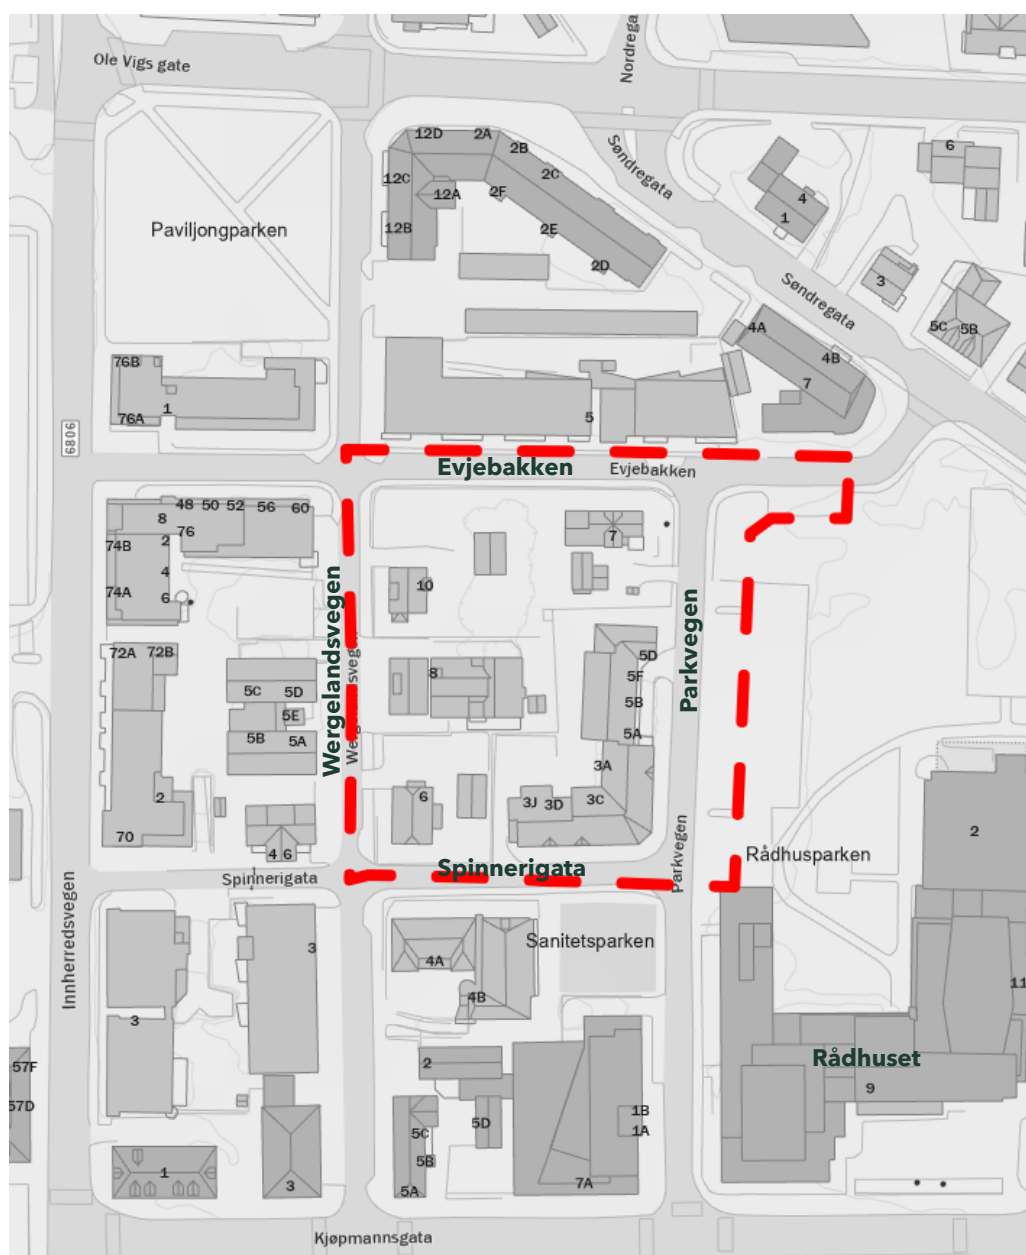 Nordrega
Ole Vigs gate
12D
2A
2B
Søndregata
6
2C
12C
12A
2F
4
1
12B
2E
Paviljongparken
2D
3
Søndregata
4A
5C
5B
76B
4B
7
1
76A
5
6806
Evjebakken
Evjebakken
48
50
52
56
60
8
76
7
74B
2
4
10
74A
6
Wergelandsvegen
Wergelandsvegen
Parkvegen
72A
72B
5D
8
5F
5C
5D
5B
5E
5B
5A
5A
3A
2
6
3J
3D
3C
2
70
4
6
Parkvegen
Rådhusparken
Spinnerigata
Spinnerigata
Innherredsvegen
3
Sanitetsparken
4A
11
4B
3
Rådhuset
57F
2
9
57D
1B
5D
1A
5C
5B
1
3
5A
7A
Kjøpmannsgata